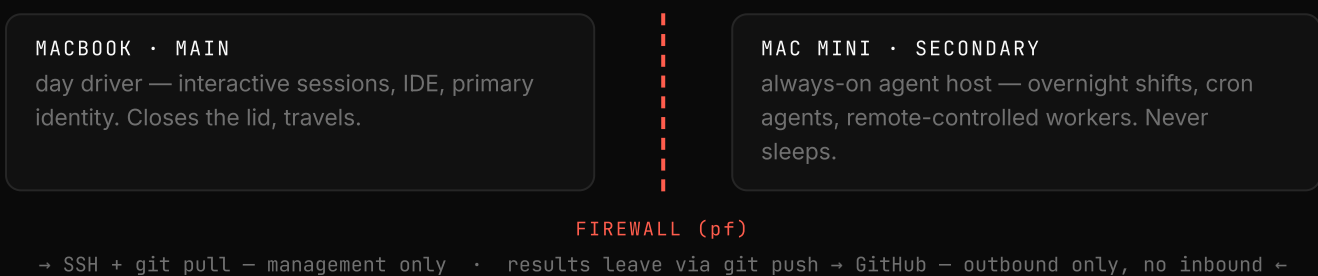 MACBOOK · MAIN
day driver — interactive sessions, IDE, primary
identity. Closes the lid, travels.
MAC MINI · SECONDARY
always-on agent host — overnight shifts, cron
agents, remote-controlled workers. Never
sleeps.
FIREWALL (pf)
→ SSH + git pull — management only · results leave via git push → GitHub — outbound only, no inbound ←